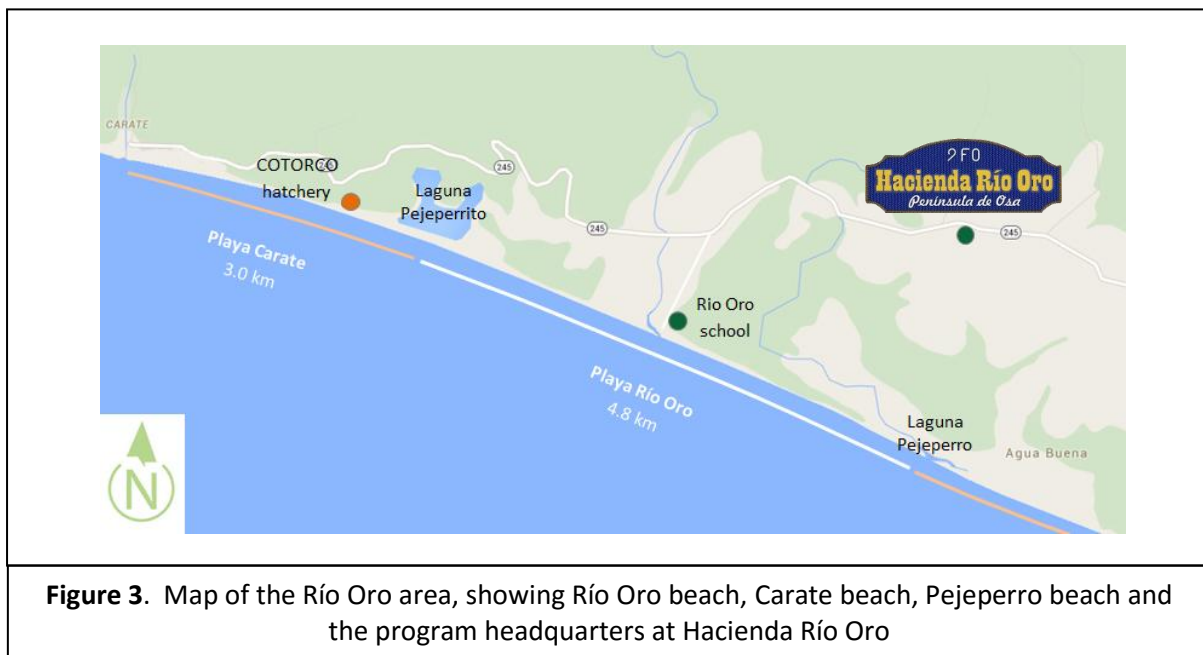 CARATE
245
COTORCO
hatchery
Laguna
Pejeperrito
245
245
Hacienda Río Oro
Península de Osa
245
Playa Carate
3.0 km
Rio Oro
school
Playa Río Oro
4.8 km
Laguna
Pejeperro
Agua Buena
N
Figure 3. Map of the Río Oro area, showing Río Oro beach, Carate beach, Pejeperro beach and
the program headquarters at Hacienda Río Oro